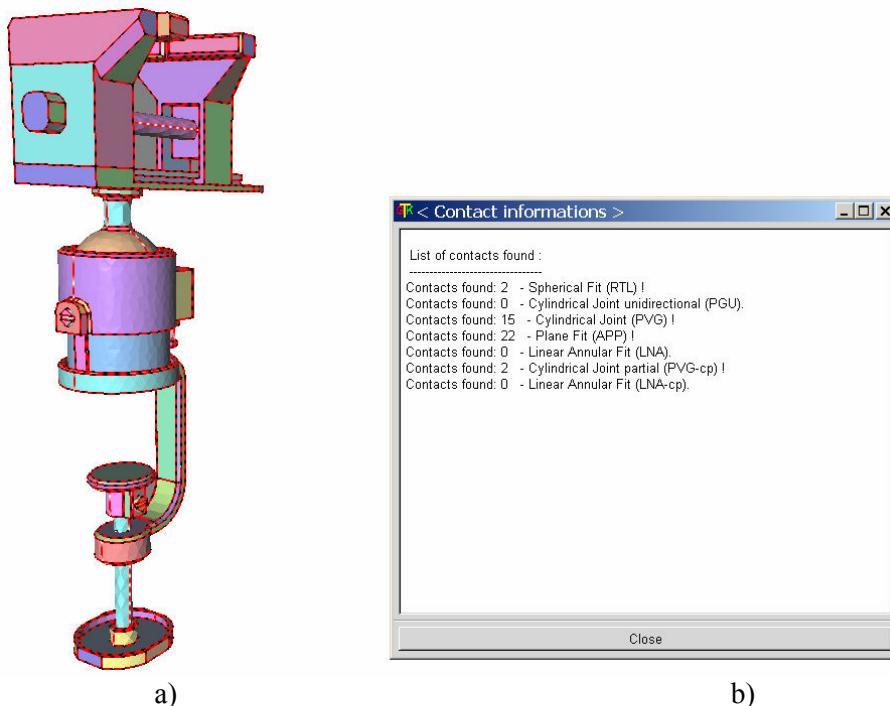 < Contact informations >
List of contacts found :
--------------------------------
Contacts found: 2 - Spherical Fit (RTL) !
Contacts found: 0 - Cylindrical Joint unidirectional (PGU).
Contacts found: 15 - Cylindrical Joint (PVG) !
Contacts found: 22 - Plane Fit (APP) !
Contacts found: 0 - Linear Annular Fit (LNA).
Contacts found: 2 - Cylindrical Joint partial (PVG-cp) !
Contacts found: 0 - Linear Annular Fit (LNA-cp).
Close
a)
b)